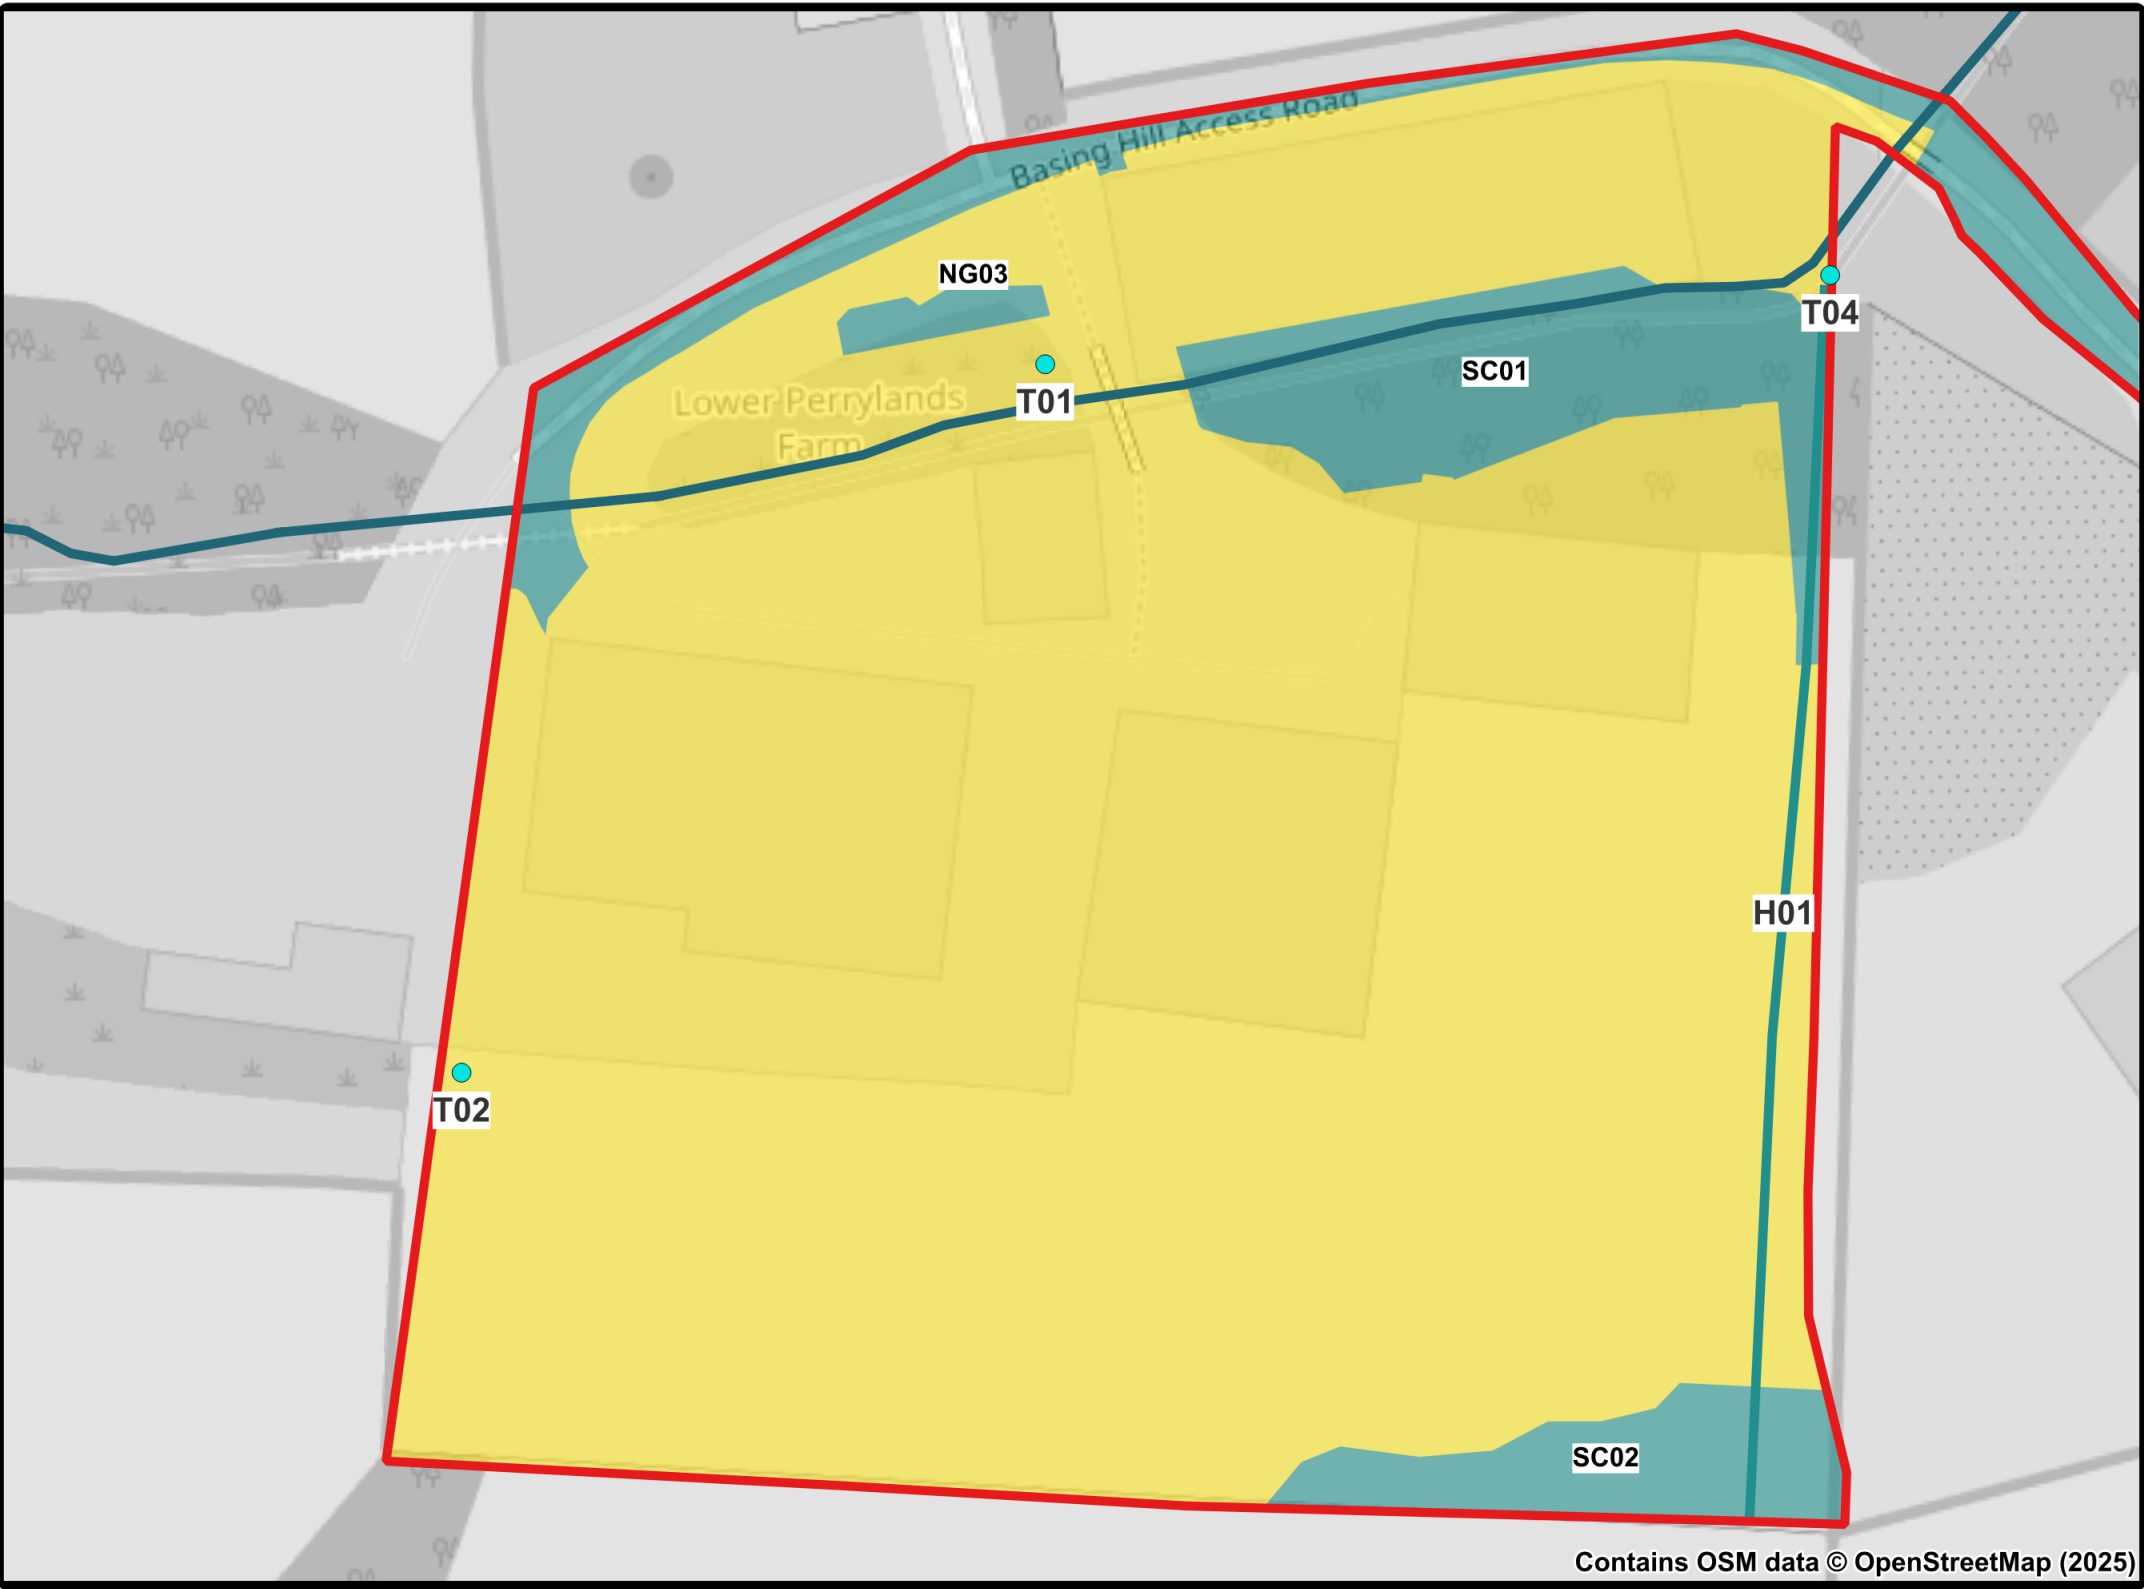 Basing Hill Access Road
NG03
T04
SC01
Lower Perrylands
Farm
T01
H01
T02
SC02
Contains OSM data © OpenStreetMap (2025)